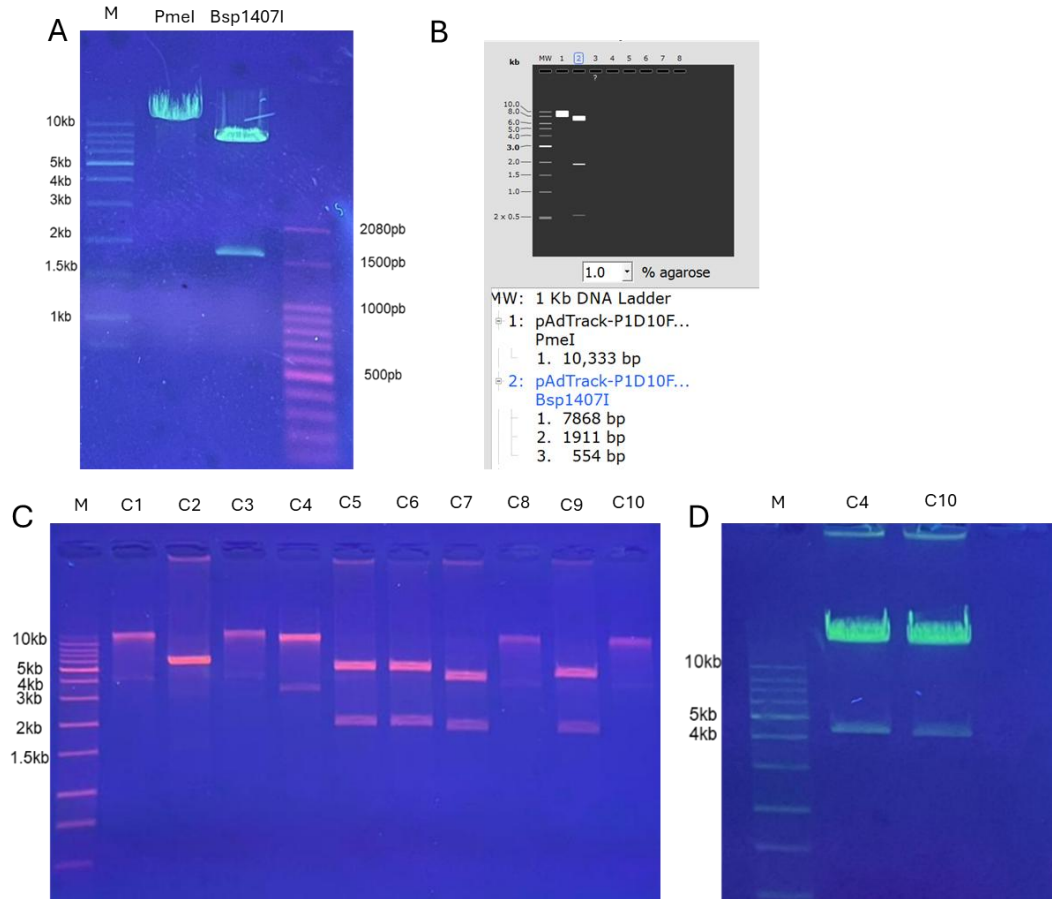 A
M PmeI Bsp1407I
10kb
5kb
4kb
3kb
2kb
1.5kb
1kb
2080pb
1500pb
1000pb
500pb
B
kb
MW 1 2 3 4 5 6 7 8
?
10.0
8.0
6.0
5.0
4.0
3.0
2.0
1.5
1.0
2 x 0.5
1.0 % agarose
MW: 1 Kb DNA Ladder
1: pAdTrack-P1D10F...
PmeI
1. 10,333 bp
2: pAdTrack-P1D10F...
Bsp1407I
1. 7868 bp
2. 1911 bp
3. 554 bp
C
M C1 C2 C3 C4 C5 C6 C7 C8 C9 C10
10kb
5kb
4kb
3kb
2kb
1.5kb
D
M C4 C10
10kb
5kb
4kb